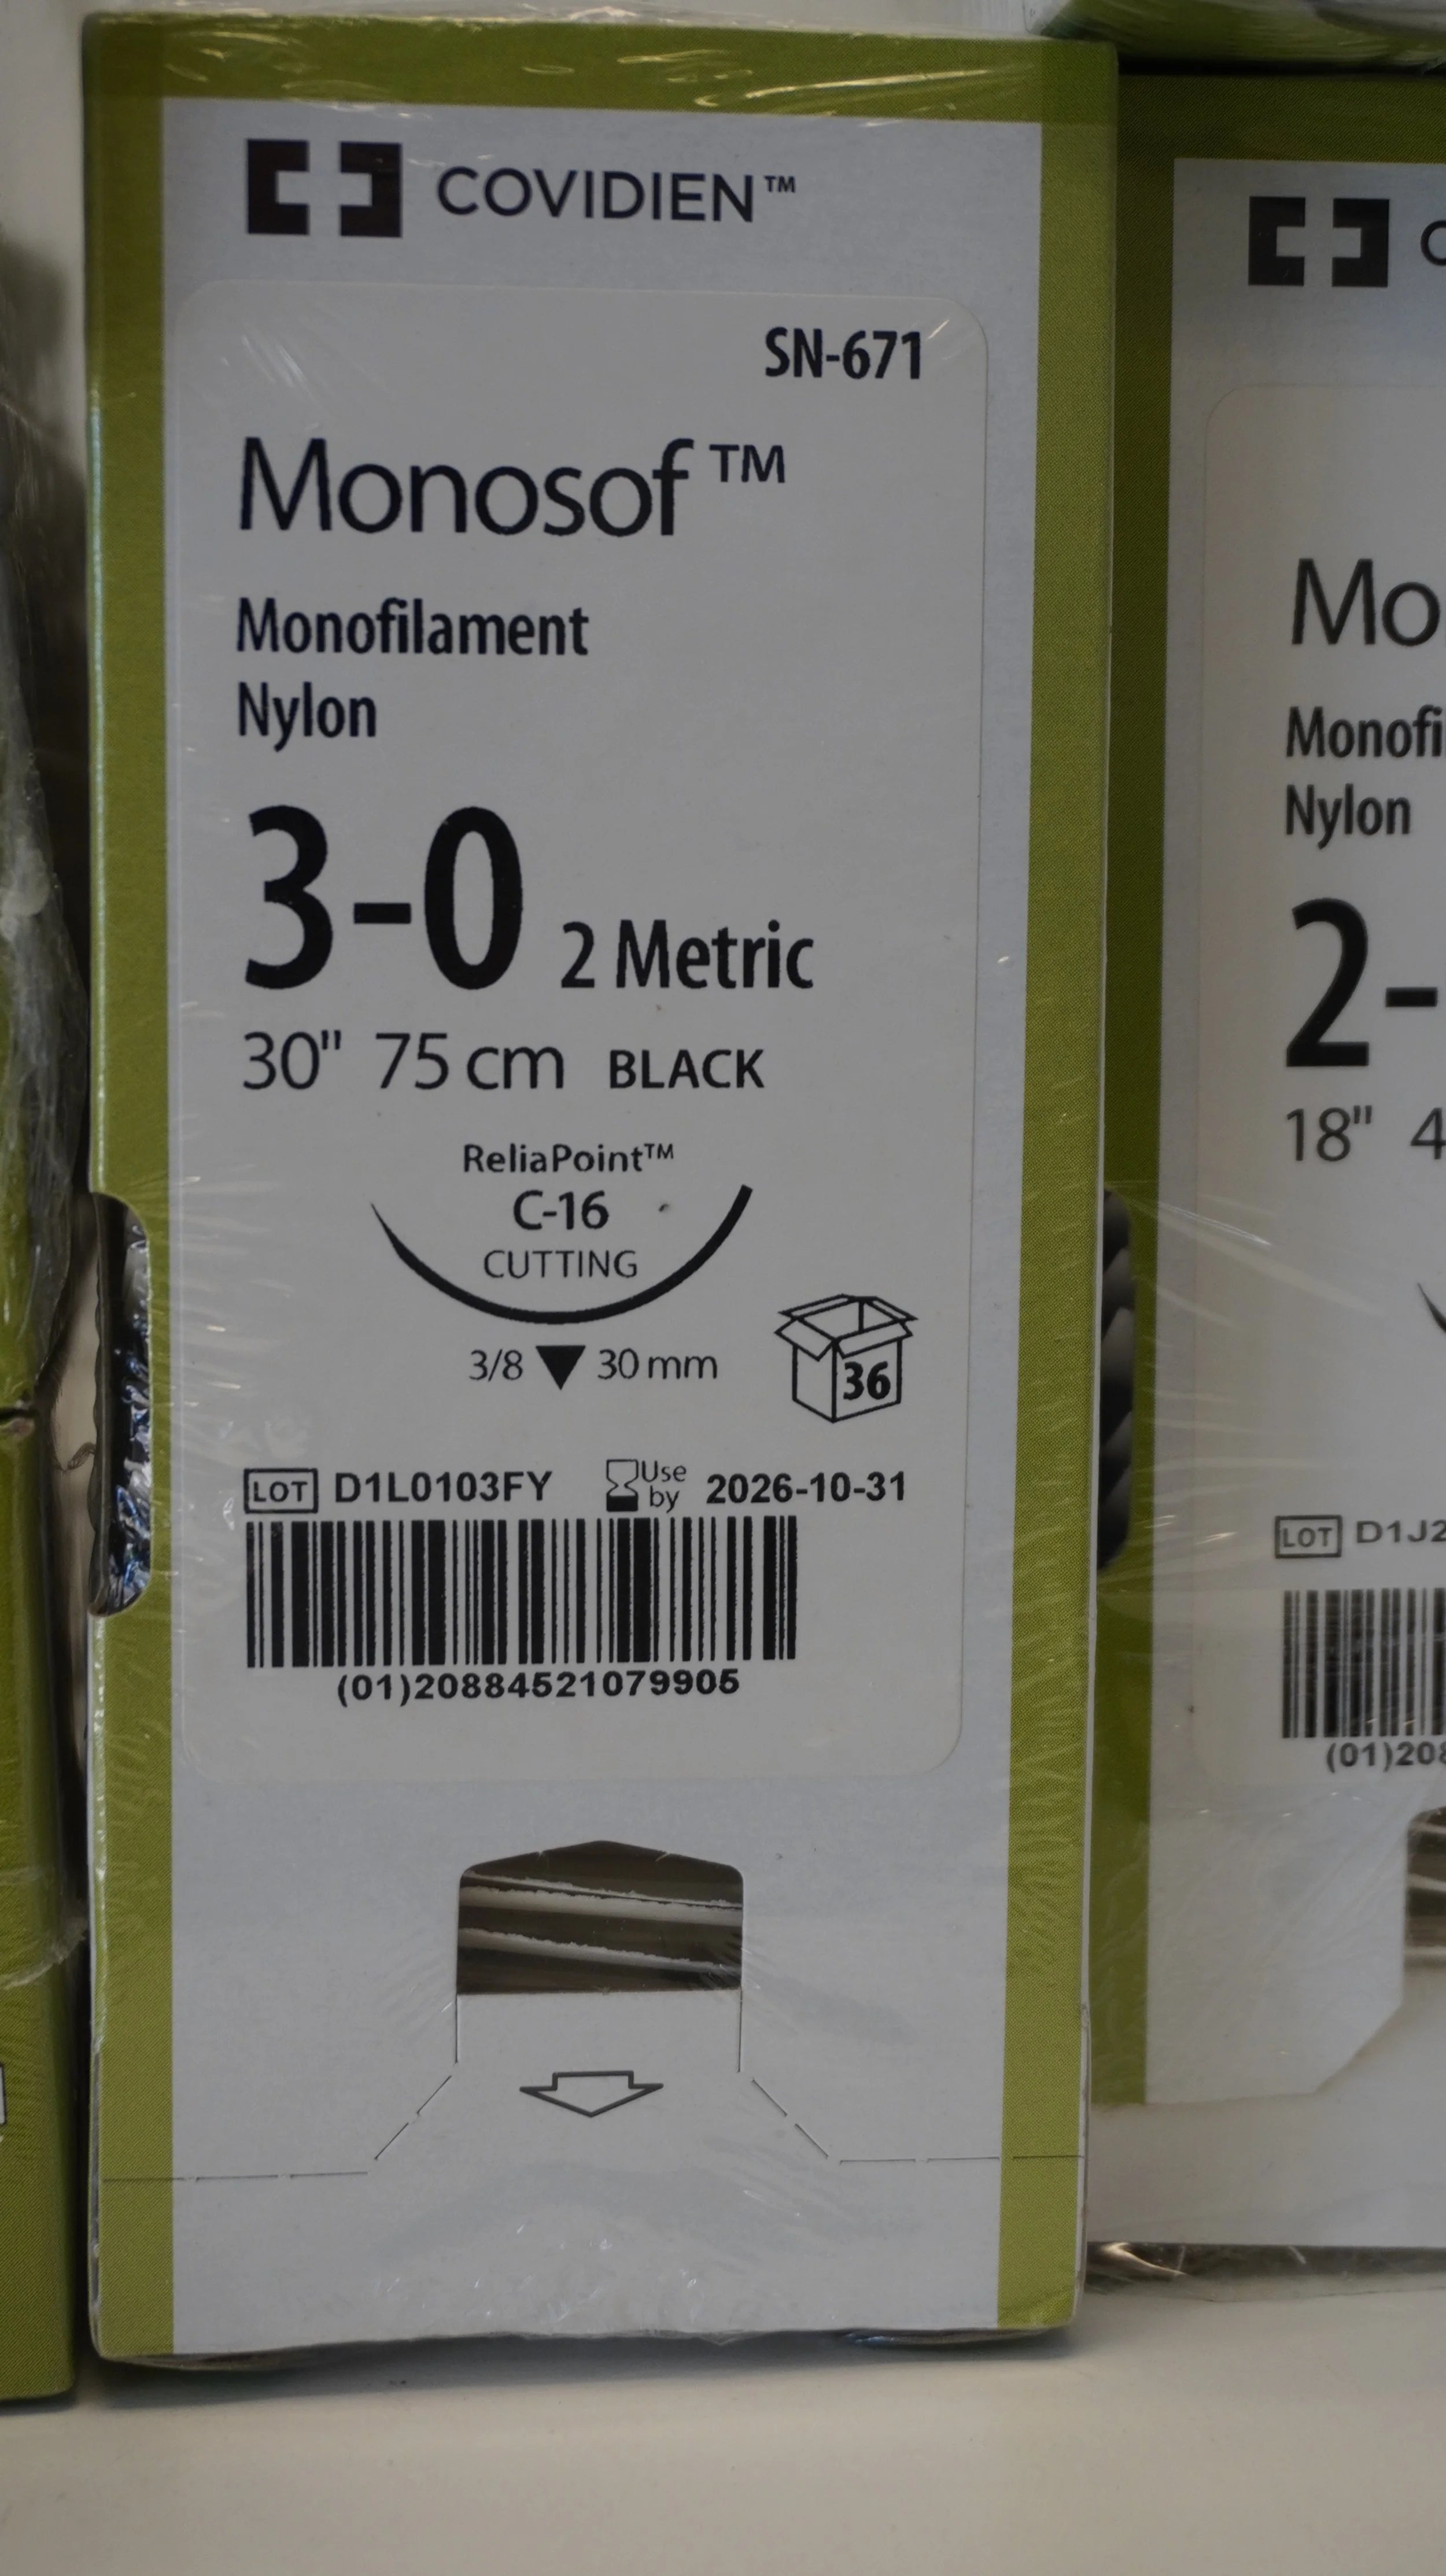 COVIDIEN™
SN-671
Monosof™
Monofilament
Nylon
3-0 2 Metric
30" 75 cm BLACK
ReliaPoint™
C-16
CUTTING
3/8 ▼ 30 mm
36
LOT D1L0103FY Use by 2026-10-31
(01)20884521079905
Mo
Monofi
Nylon
2-
18" 4
LOT D1J2
(01)208